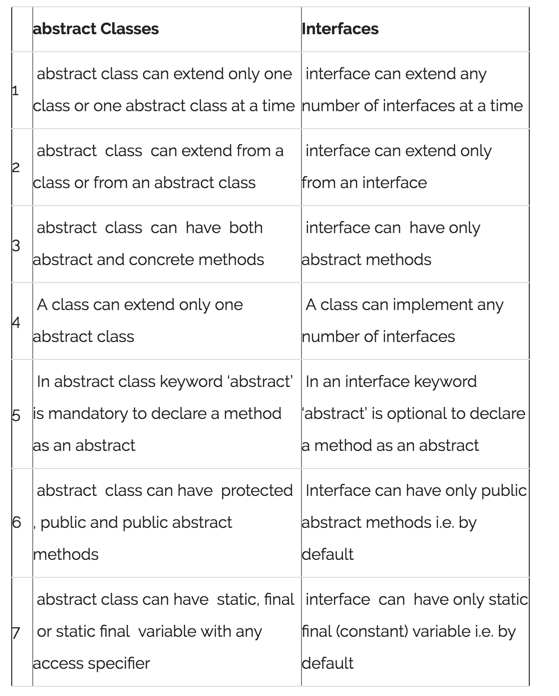 abstract Classes Interfaces
1 abstract class can extend only one interface can extend any
class or one abstract class at a time number of interfaces at a time
2 abstract class can extend from a interface can extend only
class or from an abstract class from an interface
3 abstract class can have both interface can have only
abstract and concrete methods abstract methods
4 A class can extend only one A class can implement any
abstract class number of interfaces
5 In abstract class keyword ‘abstract’ In an interface keyword
is mandatory to declare a method ‘abstract’ is optional to declare
as an abstract a method as an abstract
6 abstract class can have protected Interface can have only public
, public and public abstract abstract methods i.e. by
methods default
7 abstract class can have static, final interface can have only static
or static final variable with any final (constant) variable i.e. by
access specifier default